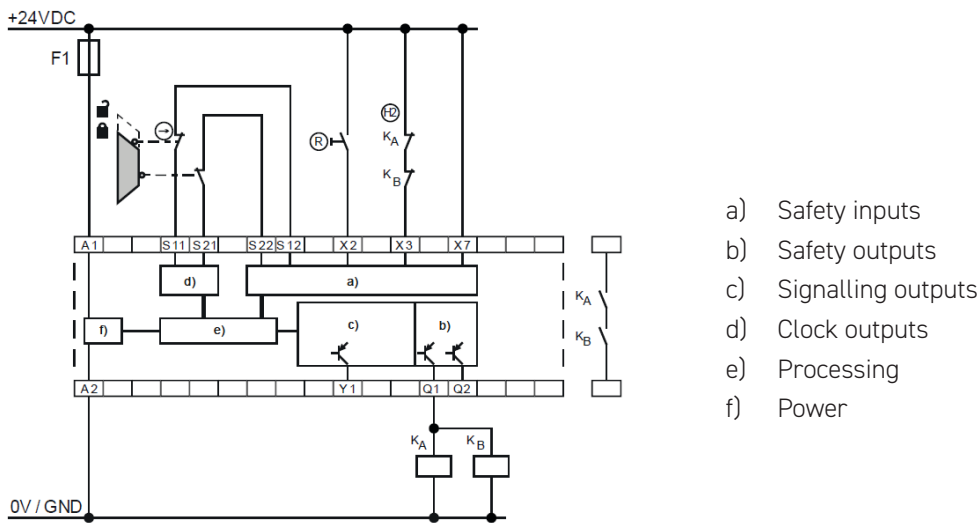 +24VDC
F1
H2
R
KA
KB
A1 S11 S21 S22 S12 X2 X3 X7
d)
a)
f)
e)
c)
b)
KA
KB
A2 Y1 Q1 Q2
KA KB
0V / GND
a) Safety inputs
b) Safety outputs
c) Signalling outputs
d) Clock outputs
e) Processing
f) Power